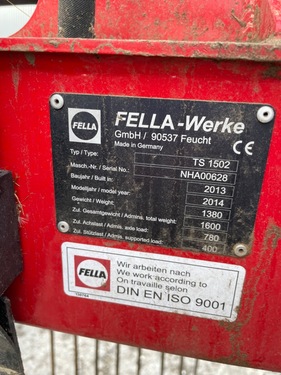 FELLA
FELLA-Werke
GmbH / 90537 Feucht
Made in Germany
CE
Typ / Type: TS 1502
Masch.-Nr / Serial No.: NHA00628
Baujahr / Built in: 2013
Modelljahr / model year: 2014
Gewicht / Weight: 1380
Zul. Gesamtgewicht / Admiss. total weight: 1600
Zul. Achslast / Admis. axle load: 780
Zul. Stützlast / Adms. supported load: 400
FELLA
Wir arbeiten nach
We work according to
On travaille selon
DIN EN ISO 9001